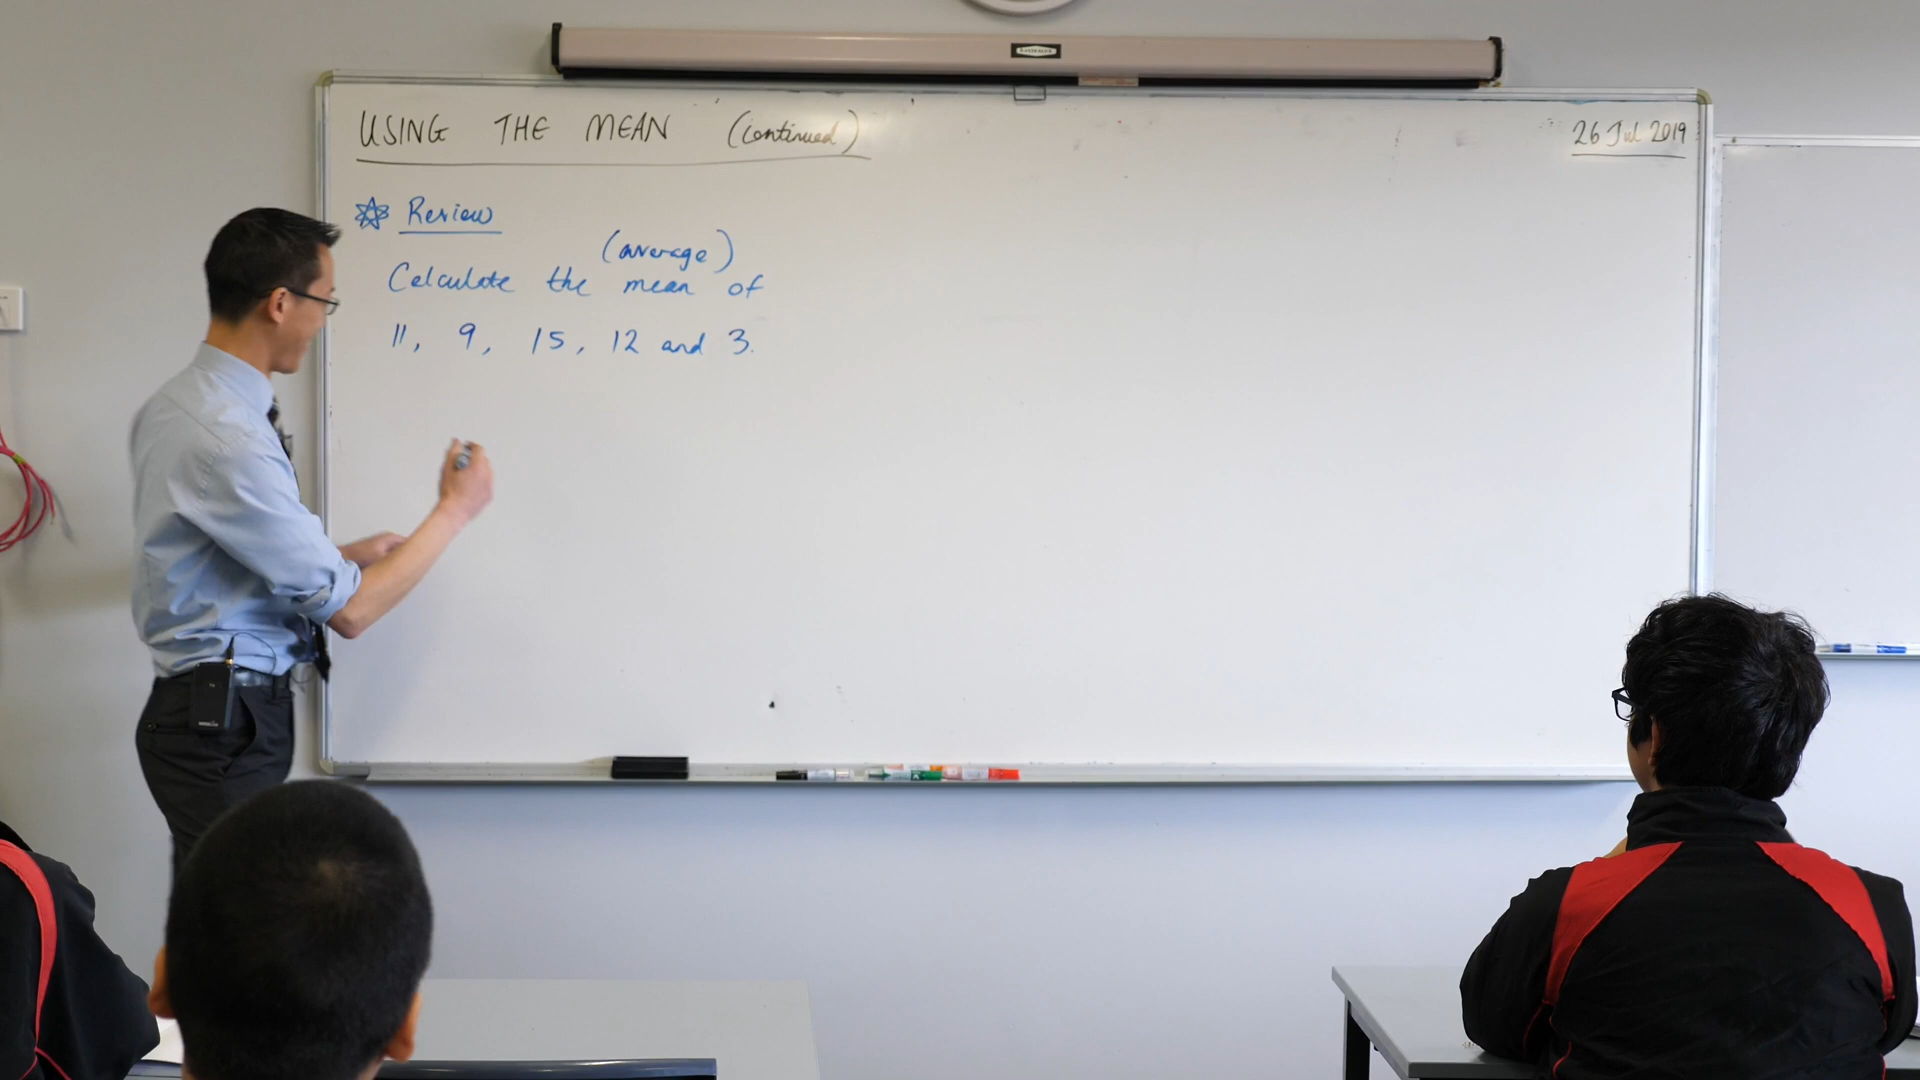 USING THE MEAN (continued)
26 Jul 2019
Review
(average)
Calculate the mean of
11, 9, 15, 12 and 3.